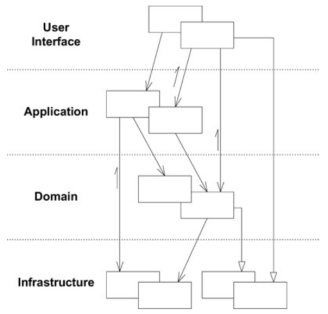 User
Interface
Application
Domain
Infrastructure